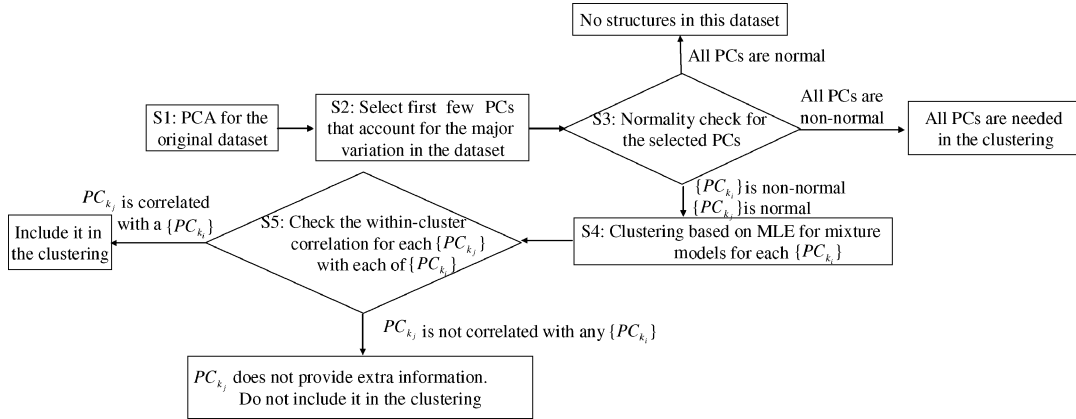 No structures in this dataset
All PCs are normal
S1: PCA for the
original dataset
S2: Select first few PCs
that account for the major
variation in the dataset
S3: Normality check for
the selected PCs
All PCs are
non-normal
All PCs are needed
in the clustering
{PC_{k_i}} is non-normal
{PC_{k_j}} is normal
S4: Clustering based on MLE for mixture
models for each {PC_{k_i}}
S5: Check the within-cluster
correlation for each {PC_{k_j}}
with each of {PC_{k_i}}
PC_{k_j} is correlated
with a {PC_{k_i}}
Include it in
the clustering
PC_{k_j} is not correlated with any {PC_{k_i}}
PC_{k_j} does not provide extra information.
Do not include it in the clustering